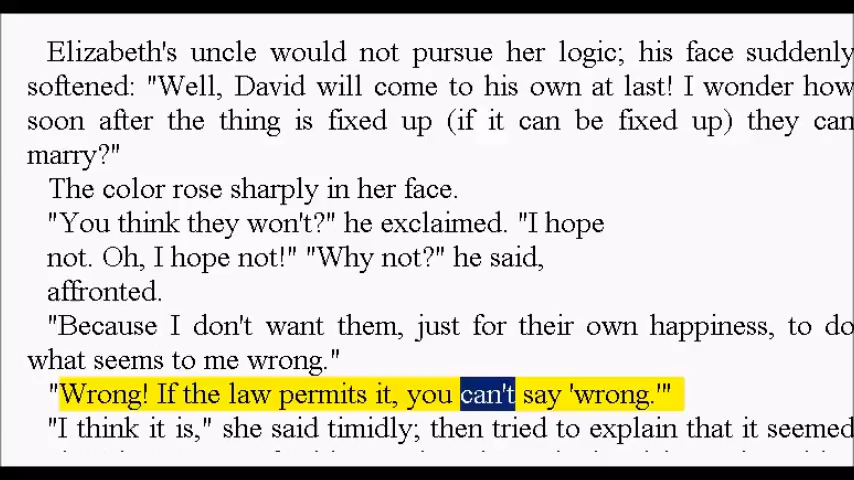 Elizabeth's uncle would not pursue her logic; his face suddenly
softened: "Well, David will come to his own at last! I wonder how
soon after the thing is fixed up (if it can be fixed up) they can
marry?"
The color rose sharply in her face.
"You think they won't?" he exclaimed. "I hope
not. Oh, I hope not!" "Why not?" he said,
affronted.
"Because I don't want them, just for their own happiness, to do
what seems to me wrong."
"Wrong! If the law permits it, you can't say 'wrong.'"
"I think it is," she said timidly; then tried to explain that it seemed